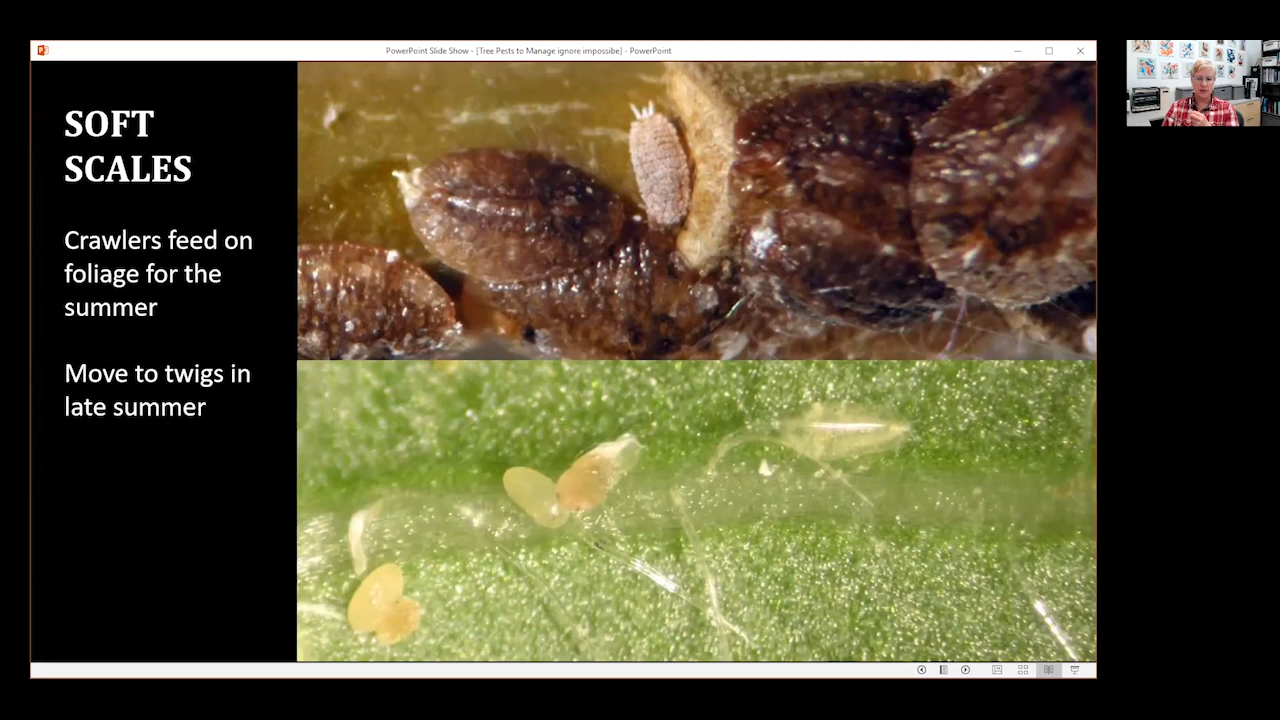 PowerPoint Slide Show - [Tree Pests to Manage ignore impossibe] - PowerPoint
SOFT
SCALES
Crawlers feed on
foliage for the
summer
Move to twigs in
late summer